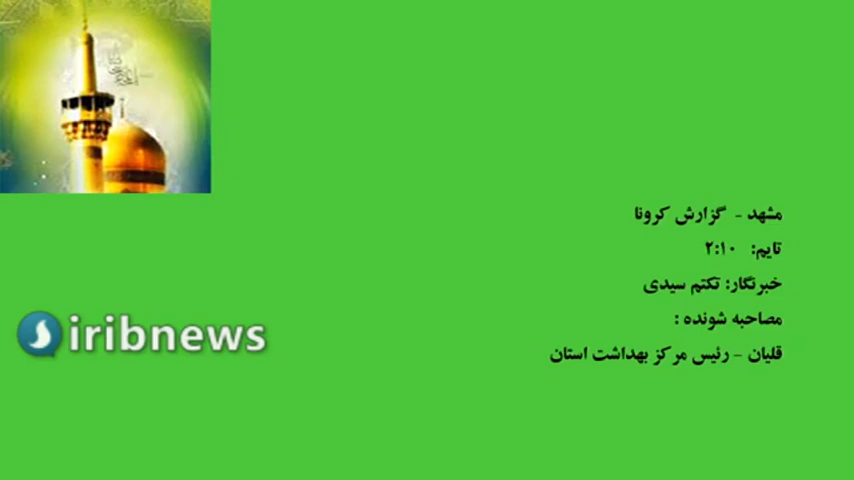 مشهد - گزارش کرونا
تایم: ۲:۱۰
خبرنگار: تکتم سیدی
مصاحبه شونده :
قلیان - رئیس مرکز بهداشت استان
iribnews